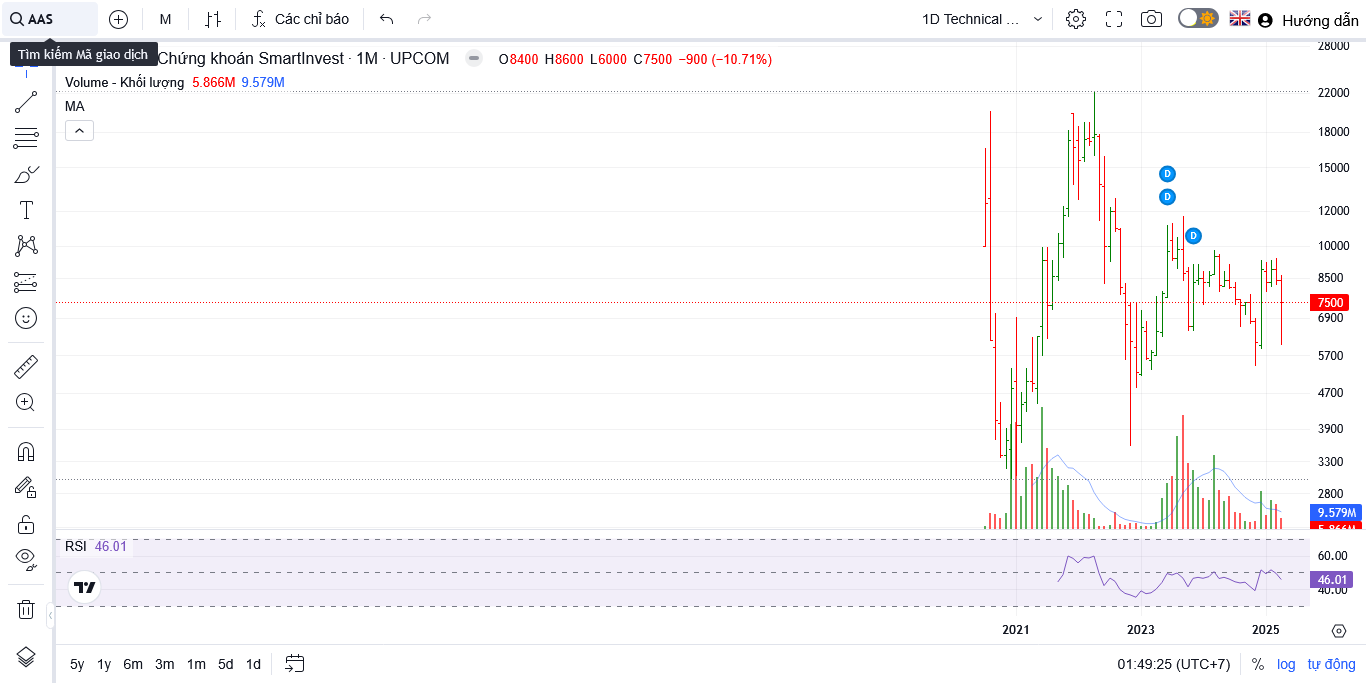 AAS
M
Các chỉ báo
1D Technical ...
Hướng dẫn
Tìm kiếm Mã giao dịch
Chứng khoán SmartInvest · 1M · UPCOM
O8400 H8600 L6000 C7500 −900 (−10.71%)
Volume - Khối lượng 5.866M 9.579M
MA
28000
22000
18000
15000
12000
10000
8500
7500
6900
5700
4700
3900
3300
2800
9.579M
5.866M
D
D
D
RSI 46.01
60.00
46.01
40.00
2021
2023
2025
5y 1y 6m 3m 1m 5d 1d
01:49:25 (UTC+7)
% log tự động